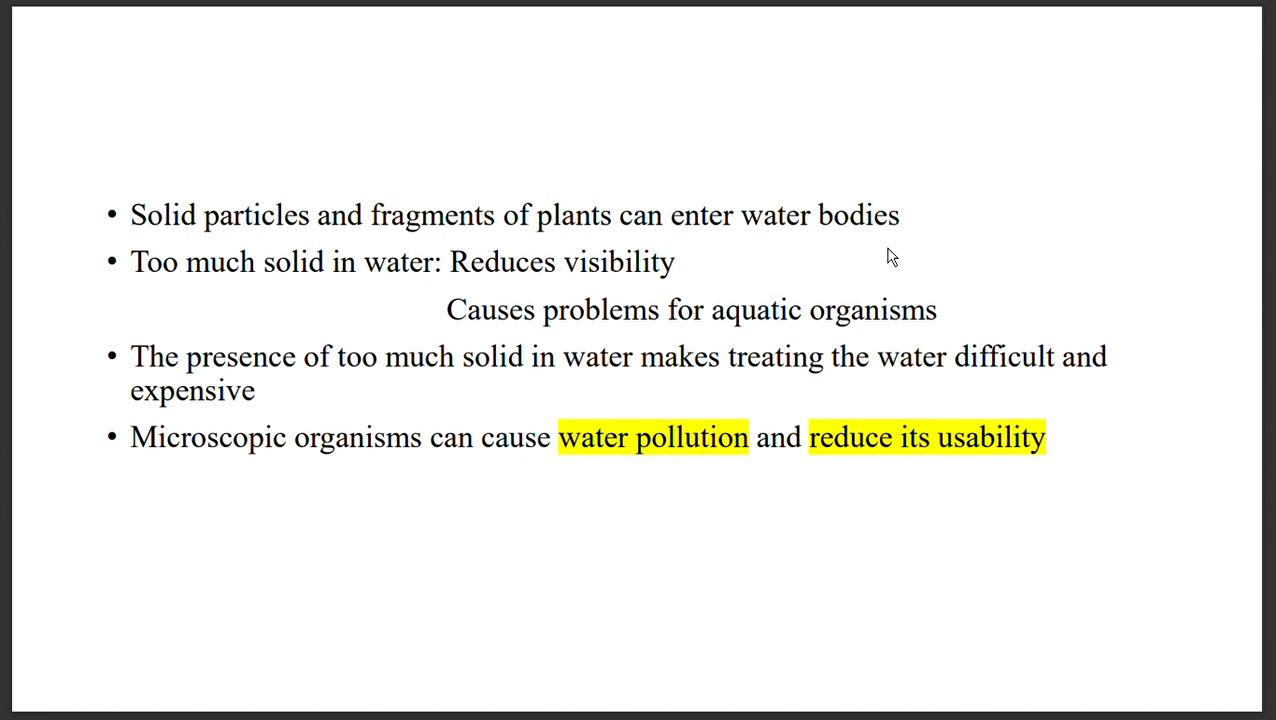 • Solid particles and fragments of plants can enter water bodies
• Too much solid in water: Reduces visibility
Causes problems for aquatic organisms
• The presence of too much solid in water makes treating the water difficult and
expensive
• Microscopic organisms can cause water pollution and reduce its usability